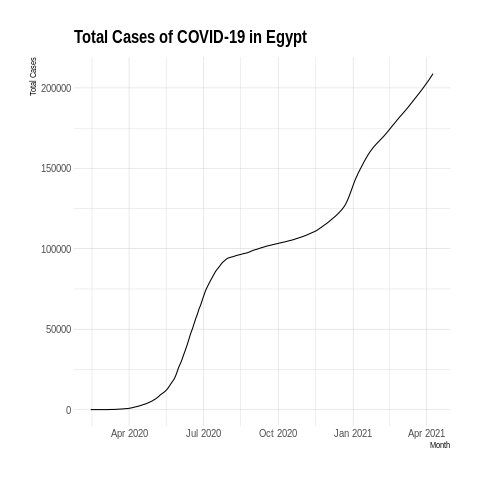 Total Cases of COVID-19 in Egypt
Total Cases
200000
150000
100000
50000
0
Apr 2020 Jul 2020 Oct 2020 Jan 2021 Apr 2021
Month